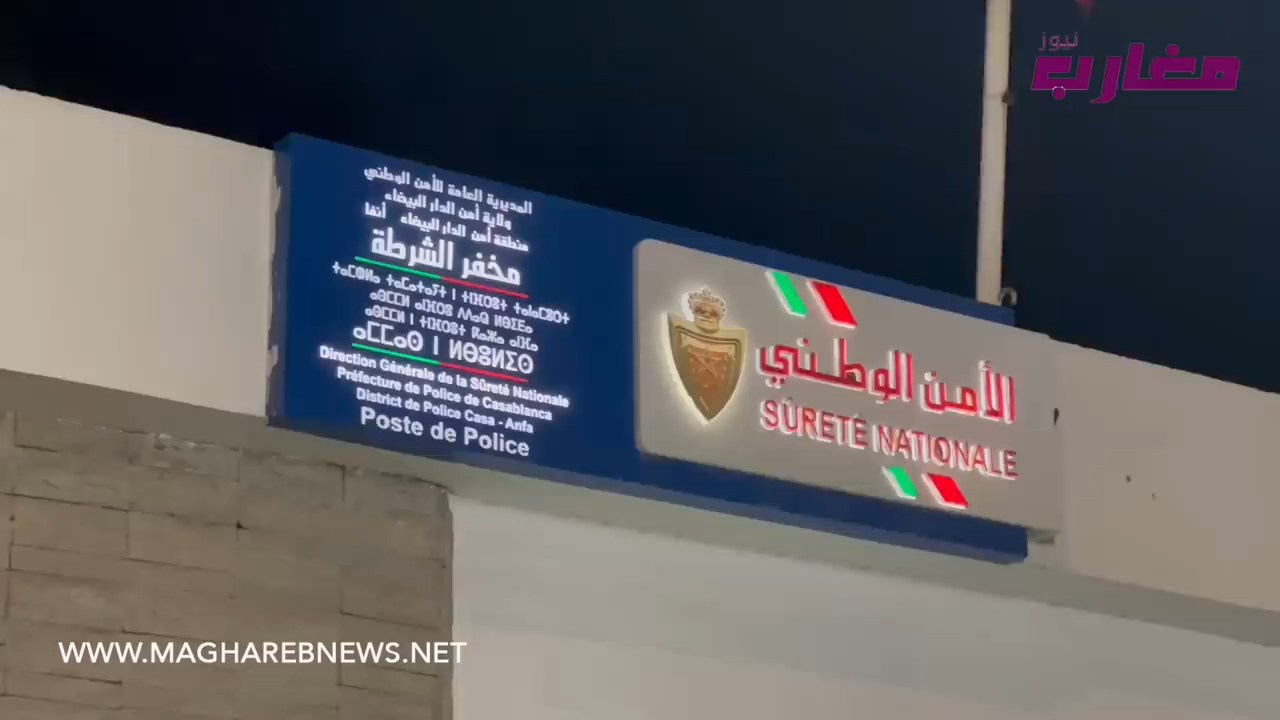 نيوز
مغارب
المديرية العامة للأمن الوطني
ولاية أمن الدار البيضاء
منطقة أمن الدار البيضاء أنفا
مخفر الشرطة
ⴰⵎⵎⴰⵙ ⵏ ⵍⴱⵓⵍⵉⵙ
Direction Générale de la Sûreté Nationale
Préfecture de Police de Casablanca
District de Police Casa - Anfa
Poste de Police
الأمن الوطني
SÛRETÉ NATIONALE
WWW.MAGHAREBNEWS.NET